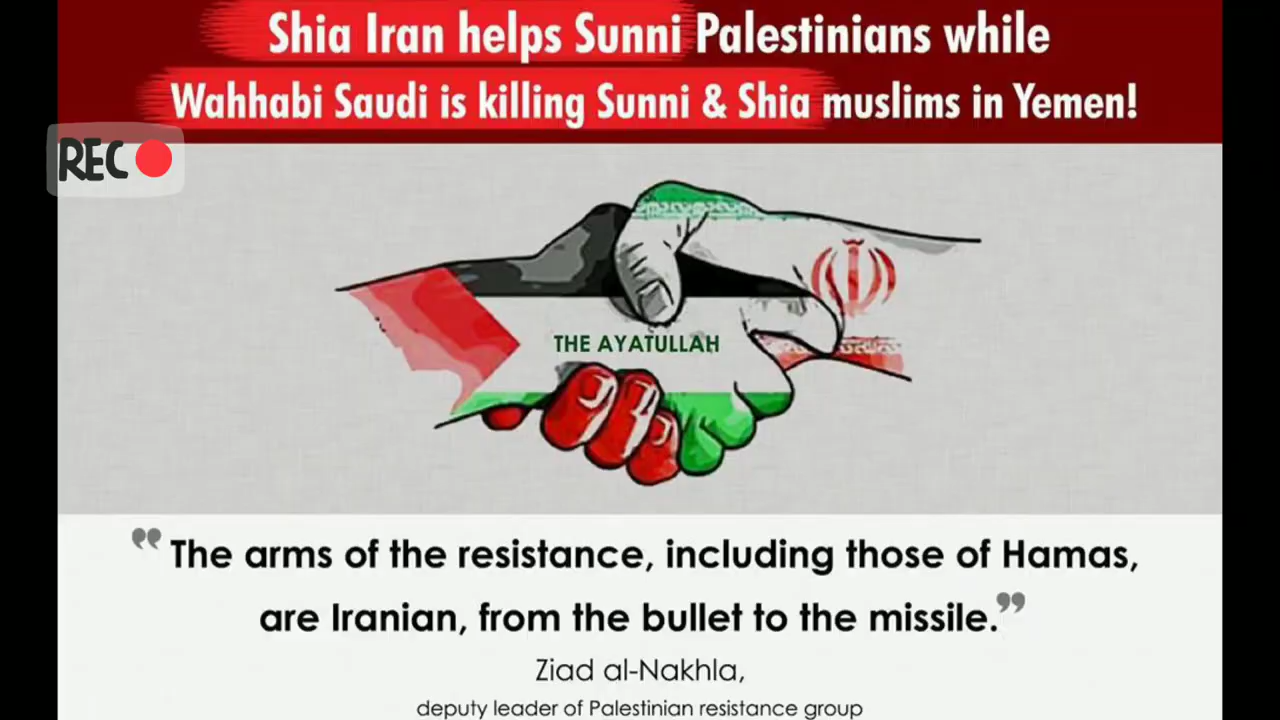 Shia Iran helps Sunni Palestinians while
Wahhabi Saudi is killing Sunni & Shia muslims in Yemen!
REC
THE AYATULLAH
" The arms of the resistance, including those of Hamas,
are Iranian, from the bullet to the missile."
Ziad al-Nakhla,
deputy leader of Palestinian resistance group